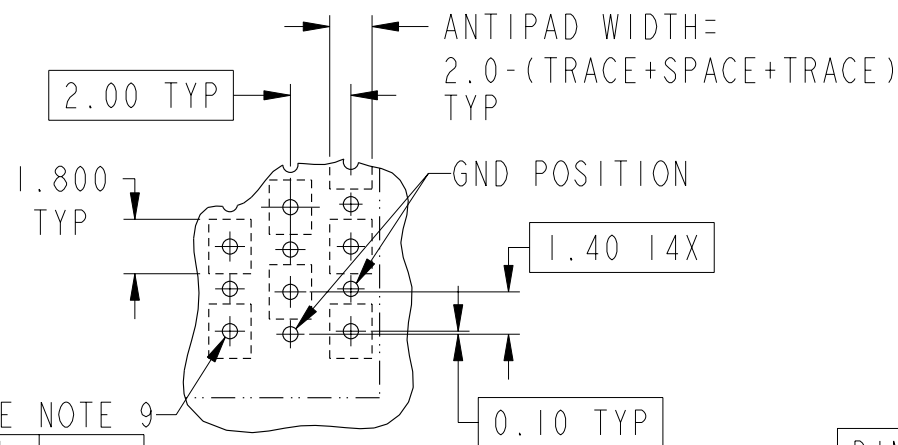 ANTIPAD WIDTH=
2.0-(TRACE+SPACE+TRACE)
TYP
2.00 TYP
1.800
TYP
GND POSITION
1.40 14X
NOTE 9
0.10 TYP